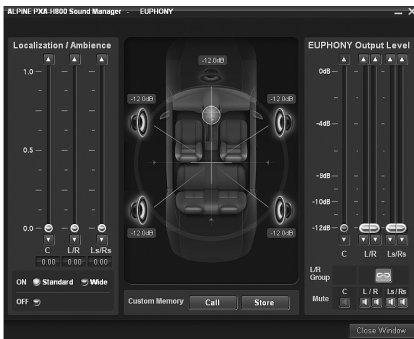 ALPINE PXA-H800 Sound Manager - EUPHONY
Localization / Ambience
1.0
0.5
0.0
C L/R Ls/Rs
0.00 0.00 0.00
ON Standard Wide
OFF
-12.0dB
-12.0dB -12.0dB
-12.0dB -12.0dB
Custom Memory Call Store
EUPHONY Output Level
0dB
-4dB
-8dB
-10dB
-12dB
C L/R Ls/Rs
L/R
Group
Mute C L/R Ls/Rs
Close Window